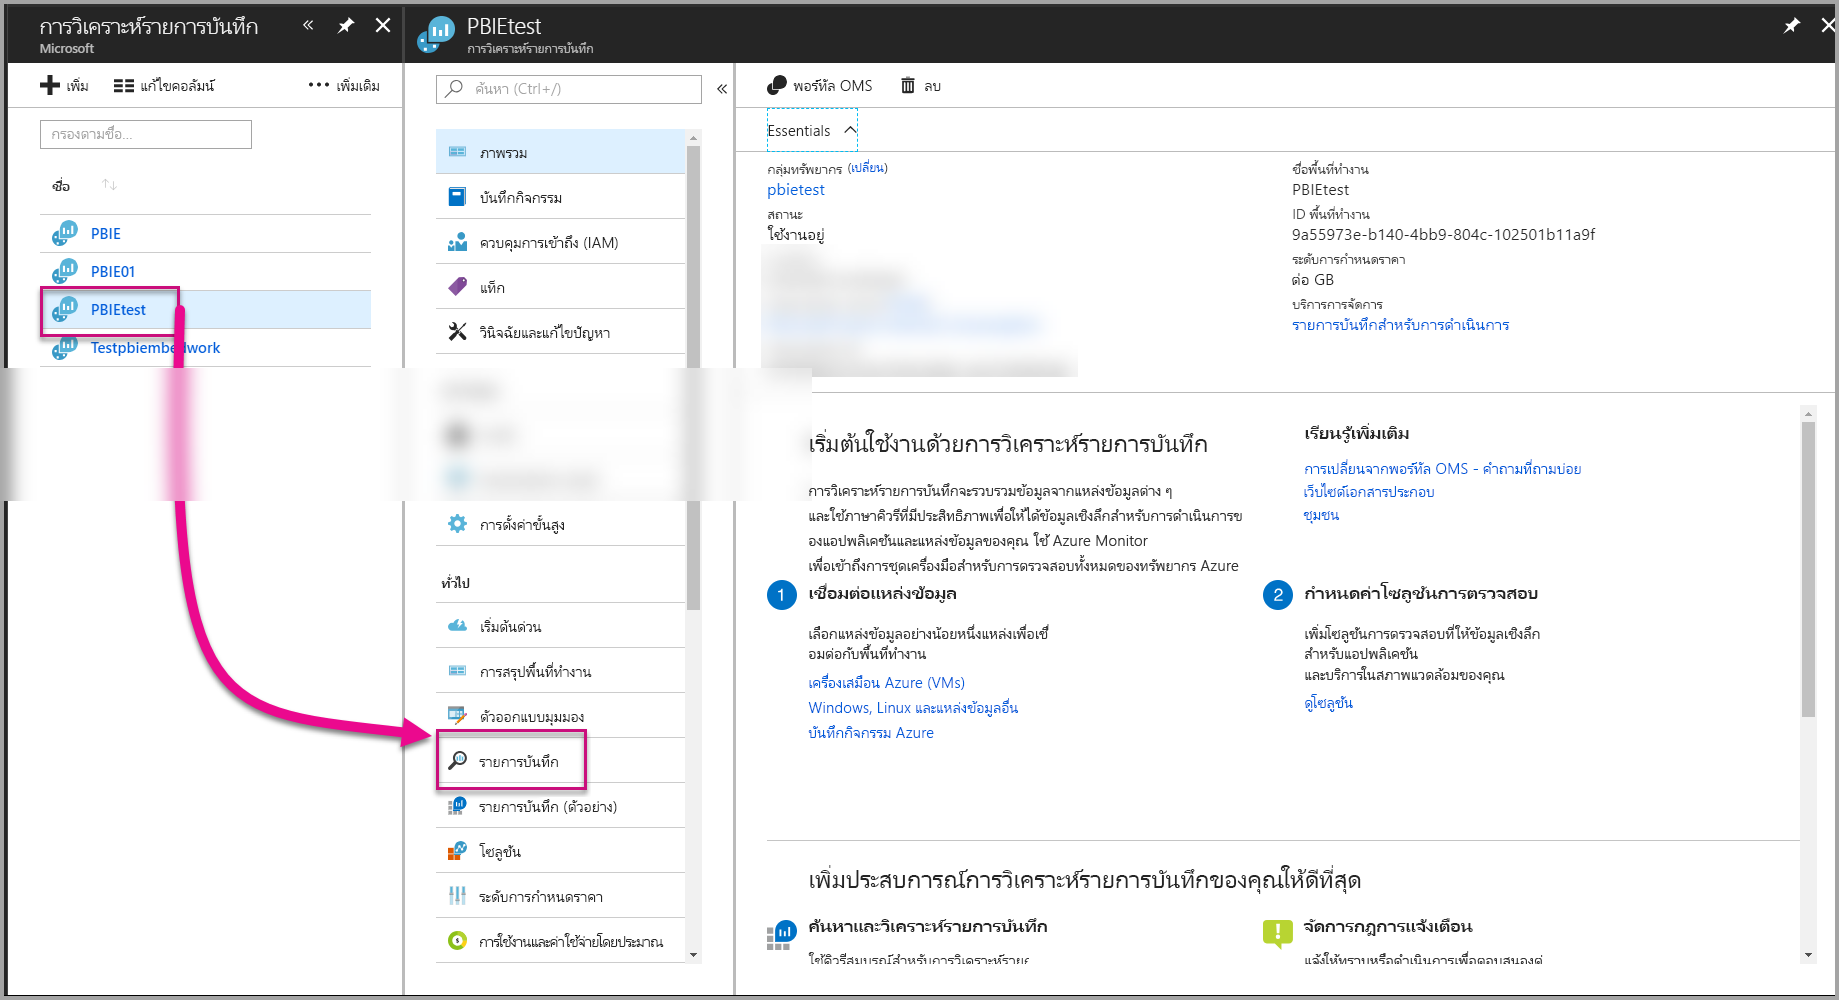 การวิเคราะห์รายการบันทึก
Microsoft
เพิ่ม
แก้ไขคอลัมน์
เพิ่มเติม
กรองตามชื่อ...
ชื่อ
PBIE
PBIE01
PBIEtest
Testpbiembedwork
PBIEtest
การวิเคราะห์รายการบันทึก
ค้นหา (Ctrl+/)
ภาพรวม
บันทึกกิจกรรม
ควบคุมการเข้าถึง (IAM)
แท็ก
วินิจฉัยและแก้ไขปัญหา
การตั้งค่าขั้นสูง
ทั่วไป
เริ่มต้นด่วน
การสรุปพื้นที่ทำงาน
ตัวออกแบบมุมมอง
รายการบันทึก
รายการบันทึก (ตัวอย่าง)
โซลูชัน
ระดับการกำหนดราคา
การใช้งานและค่าใช้จ่ายโดยประมาณ
พอร์ทัล OMS
ลบ
Essentials
กลุ่มทรัพยากร (เปลี่ยน)
pbietest
สถานะ
ใช้งานอยู่
ชื่อพื้นที่ทำงาน
PBIEtest
ID พื้นที่ทำงาน
9a55973e-b140-4bb9-804c-102501b11a9f
ระดับการกำหนดราคา
ต่อ GB
บริการการจัดการ
รายการบันทึกสำหรับการดำเนินการ
เริ่มต้นใช้งานด้วยการวิเคราะห์รายการบันทึก
การวิเคราะห์รายการบันทึกจะรวบรวมข้อมูลจากแหล่งข้อมูลต่าง ๆ
และใช้ภาษาคิวรีที่มีประสิทธิภาพเพื่อให้ได้ข้อมูลเชิงลึกสำหรับการดำเนินการข
องแอปพลิเคชันและแหล่งข้อมูลของคุณ ใช้ Azure Monitor
เพื่อเข้าถึงการชุดเครื่องมือสำหรับการตรวจสอบทั้งหมดของทรัพยากร Azure
เรียนรู้เพิ่มเติม
การเปลี่ยนจากพอร์ทัล OMS - คำถามที่ถามบ่อย
เว็บไซต์เอกสารประกอบ
ชุมชน
1
เชื่อมต่อแหล่งข้อมูล
เลือกแหล่งข้อมูลอย่างน้อยหนึ่งแหล่งเพื่อเชื่
อมต่อกับพื้นที่ทำงาน
เครื่องเสมือน Azure (VMs)
Windows, Linux และแหล่งข้อมูลอื่น
บันทึกกิจกรรม Azure
2
กำหนดค่าโซลูชันการตรวจสอบ
เพิ่มโซลูชันการตรวจสอบที่ให้ข้อมูลเชิงลึก
สำหรับแอปพลิเคชัน
และบริการในสภาพแวดล้อมของคุณ
ดูโซลูชัน
เพิ่มประสบการณ์การวิเคราะห์รายการบันทึกของคุณให้ดีที่สุด
ค้นหาและวิเคราะห์รายการบันทึก
ใช้คิวรีสมบูรณ์สำหรับการวิเคราะห์ราย
จัดการกฎการแจ้งเตือน
แจ้งให้ทราบหรือดำเนินการเพื่อตอบสนองต่